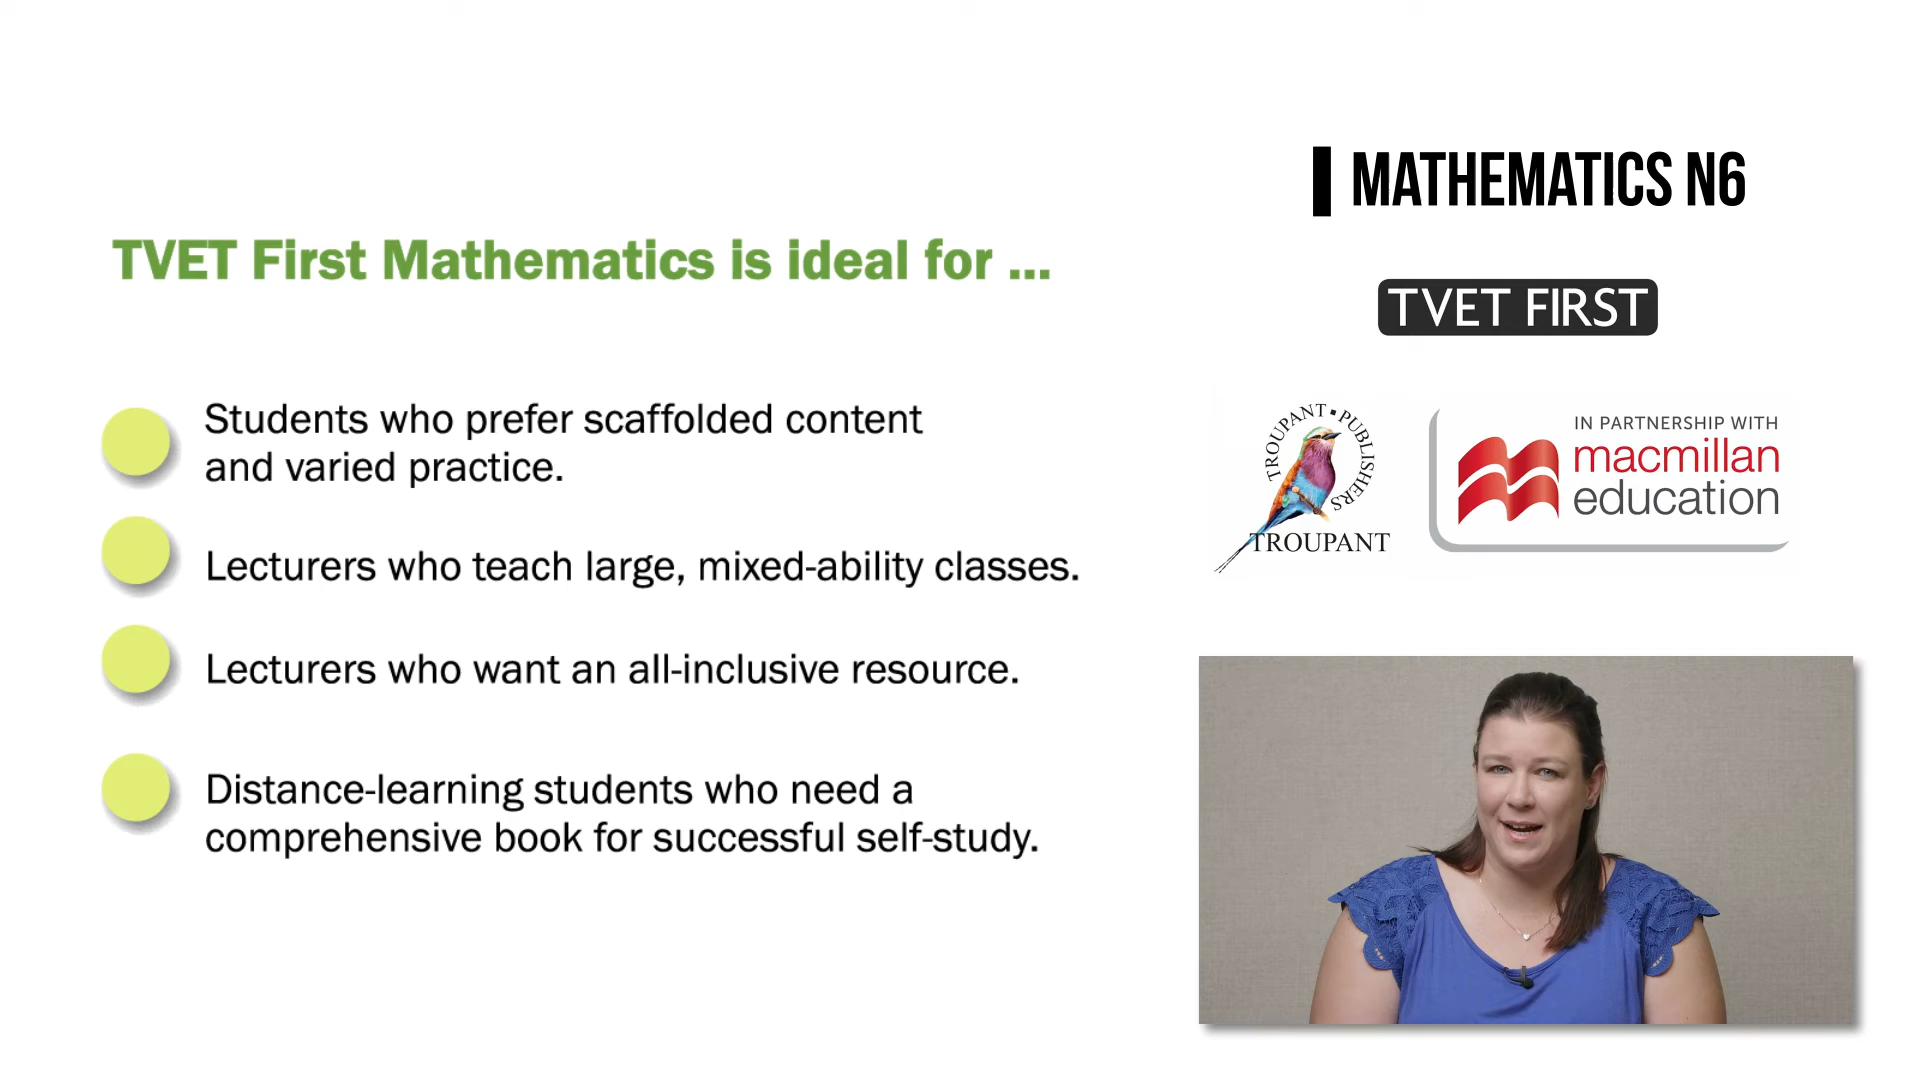 MATHEMATICS N6
TVET First Mathematics is ideal for ...
TVET FIRST
Students who prefer scaffolded content
and varied practice.
Lecturers who teach large, mixed-ability classes.
Lecturers who want an all-inclusive resource.
Distance-learning students who need a
comprehensive book for successful self-study.
TROUPANT ▪ PUBLISHERS
TROUPANT
IN PARTNERSHIP WITH
macmillan
education